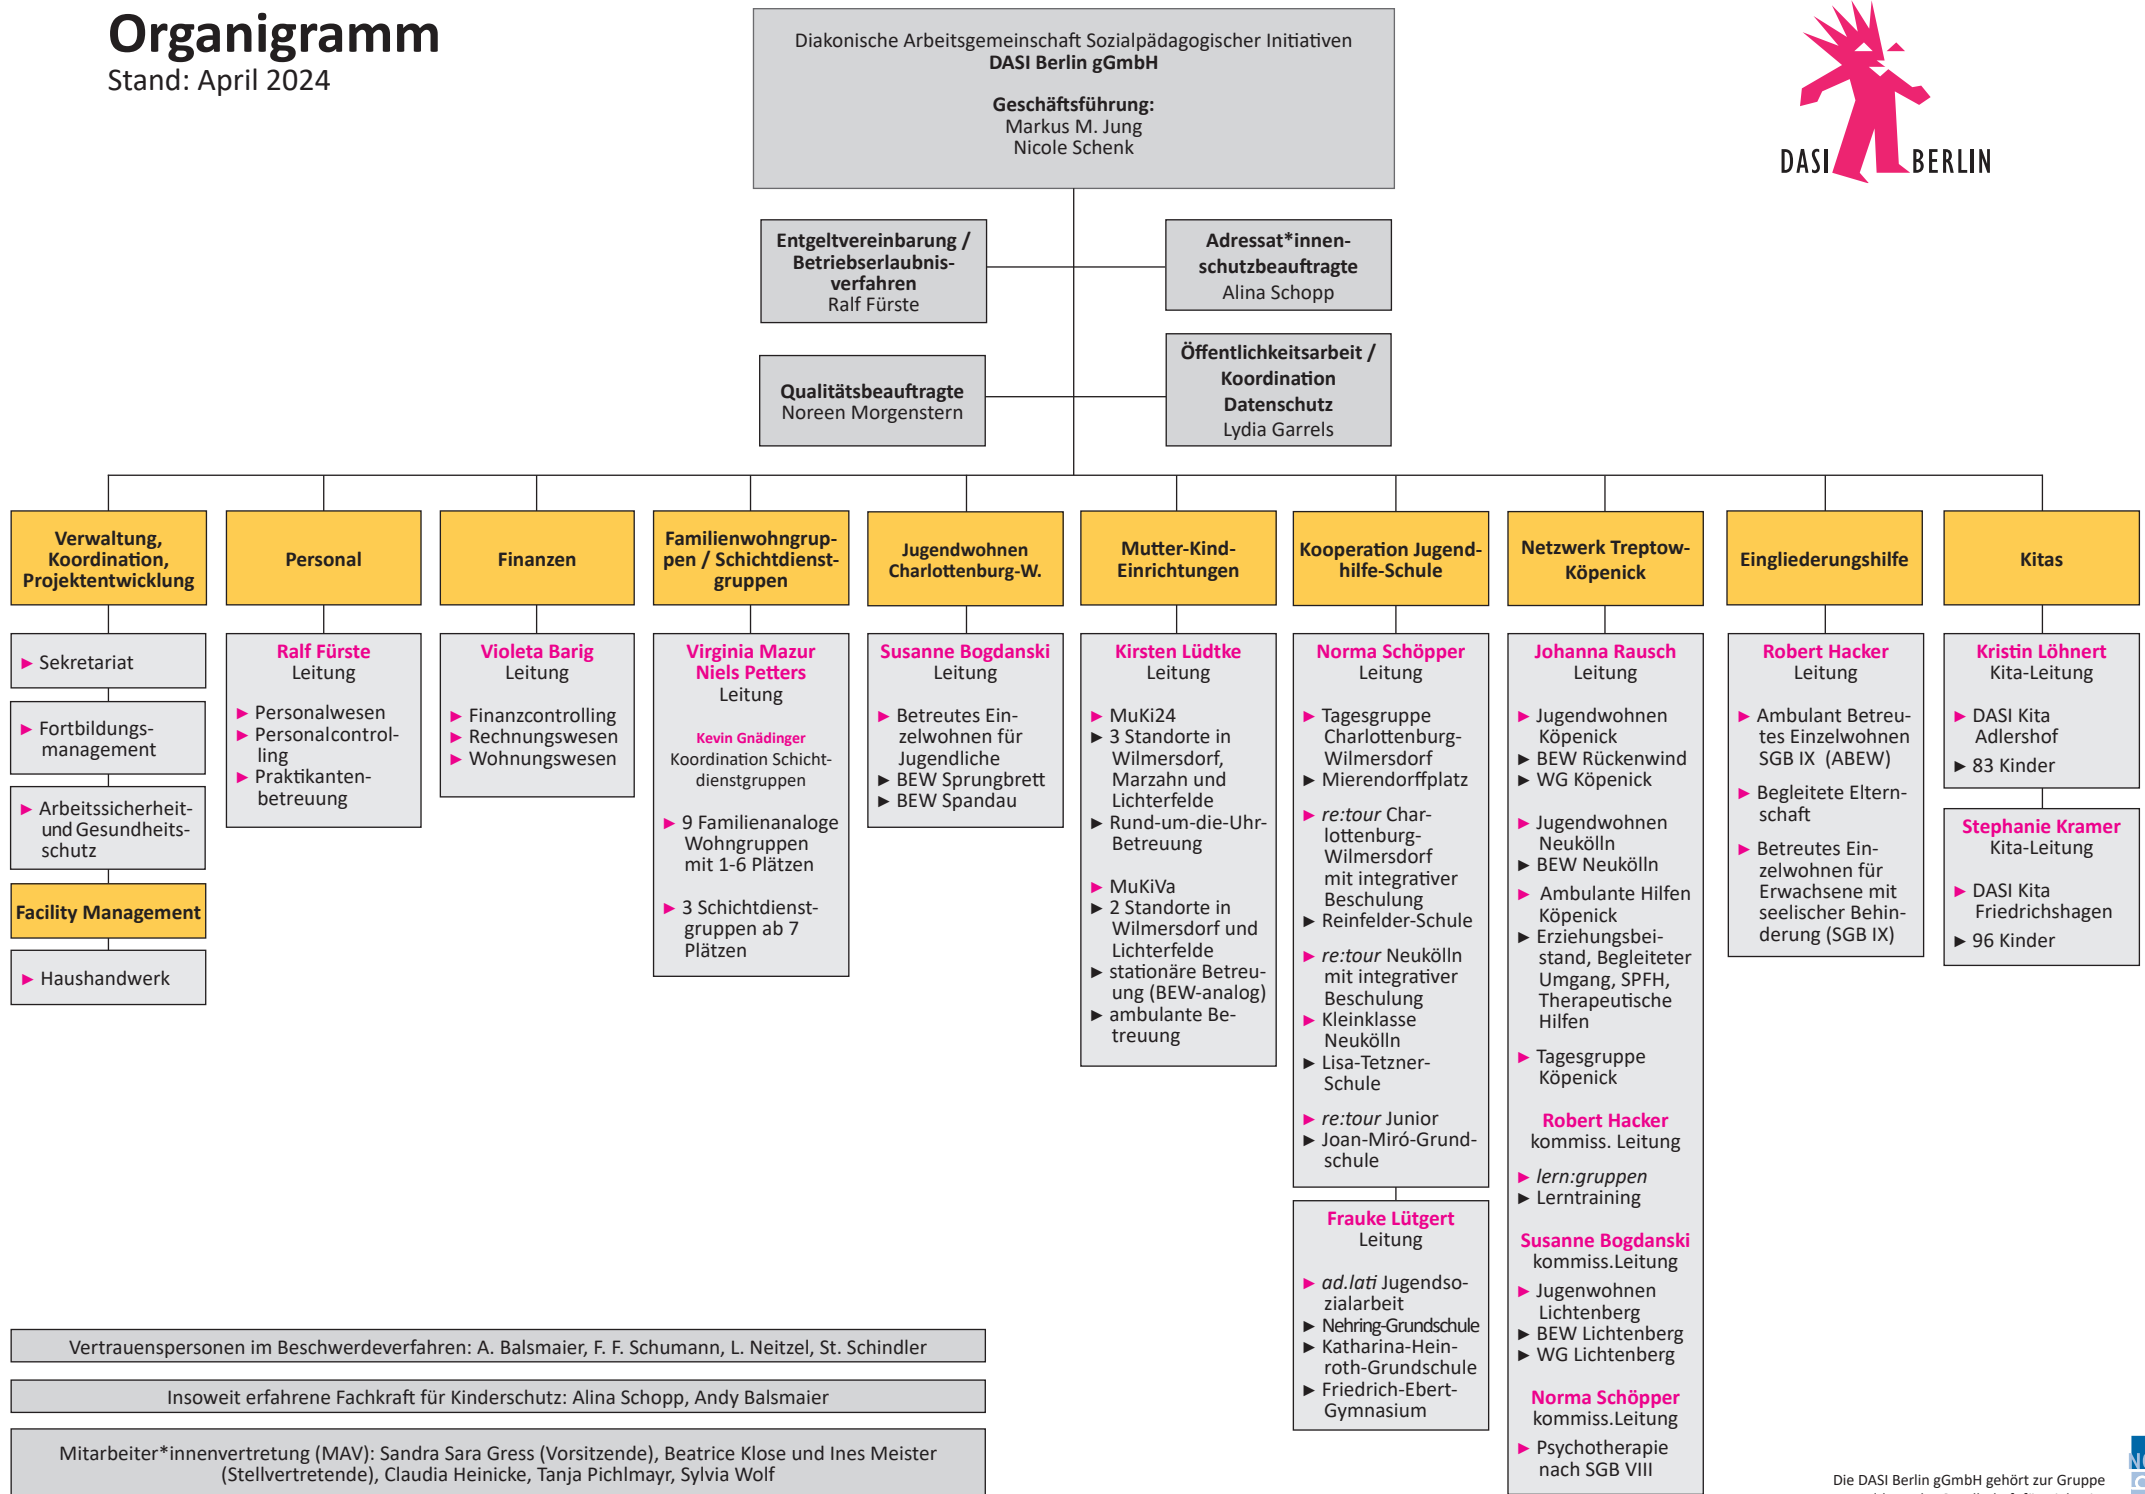 Organigramm
Stand: April 2024
Diakonische Arbeitsgemeinschaft Sozialpädagogischer Initiativen
DASI Berlin gGmbH
Geschäftsführung:
Markus M. Jung
Nicole Schenk
DASI BERLIN
Entgeltvereinbarung /
Betriebserlaubnis-
verfahren
Ralf Fürste
Adressat*innen-
schutzbeauftragte
Alina Schopp
Qualitätsbeauftragte
Noreen Morgenstern
Öffentlichkeitsarbeit /
Koordination
Datenschutz
Lydia Garrels
Verwaltung,
Koordination,
Projektentwicklung
► Sekretariat
► Fortbildungs-
management
► Arbeitssicherheit-
und Gesundheits-
schutz
Facility Management
► Haushandwerk
Personal
Ralf Fürste
Leitung
► Personalwesen
► Personalcontrol-
ling
► Praktikanten-
betreuung
Finanzen
Violeta Barig
Leitung
► Finanzcontrolling
► Rechnungswesen
► Wohnungswesen
Familienwohngrup-
pen / Schichtdienst-
gruppen
Virginia Mazur
Niels Petters
Leitung
Kevin Gnädinger
Koordination Schicht-
dienstgruppen
► 9 Familienanaloge
Wohngruppen
mit 1-6 Plätzen
► 3 Schichtdienst-
gruppen ab 7
Plätzen
Jugendwohnen
Charlottenburg-W.
Susanne Bogdanski
Leitung
► Betreutes Ein-
zelwohnen für
Jugendliche
► BEW Sprungbrett
► BEW Spandau
Mutter-Kind-
Einrichtungen
Kirsten Lüdtke
Leitung
► MuKi24
► 3 Standorte in
Wilmersdorf,
Marzahn und
Lichterfelde
► Rund-um-die-Uhr-
Betreuung
► MuKiVa
► 2 Standorte in
Wilmersdorf und
Lichterfelde
► stationäre Betreu-
ung (BEW-analog)
► ambulante Be-
treuung
Kooperation Jugend-
hilfe-Schule
Norma Schöpper
Leitung
► Tagesgruppe
Charlottenburg-
Wilmersdorf
► Mierendorffplatz
► re:tour Char-
lottenburg-
Wilmersdorf
mit integrativer
Beschulung
► Reinfelder-Schule
► re:tour Neukölln
mit integrativer
Beschulung
► Kleinklasse
Neukölln
► Lisa-Tetzner-
Schule
► re:tour Junior
► Joan-Miró-Grund-
schule
Frauke Lütgert
Leitung
► ad.lati Jugendso-
zialarbeit
► Nehring-Grundschule
► Katharina-Hein-
roth-Grundschule
► Friedrich-Ebert-
Gymnasium
Netzwerk Treptow-
Köpenick
Johanna Rausch
Leitung
► Jugendwohnen
Köpenick
► BEW Rückenwind
► WG Köpenick
► Jugendwohnen
Neukölln
► BEW Neukölln
► Ambulante Hilfen
Köpenick
► Erziehungsbei-
stand, Begleiteter
Umgang, SPFH,
Therapeutische
Hilfen
► Tagesgruppe
Köpenick
Robert Hacker
kommiss. Leitung
► lern:gruppen
► Lerntraining
Susanne Bogdanski
kommiss.Leitung
► Jugenwohnen
Lichtenberg
► BEW Lichtenberg
► WG Lichtenberg
Norma Schöpper
kommiss.Leitung
► Psychotherapie
nach SGB VIII
Eingliederungshilfe
Robert Hacker
Leitung
► Ambulant Betreu-
tes Einzelwohnen
SGB IX (ABEW)
► Begleitete Eltern-
schaft
► Betreutes Ein-
zelwohnen für
Erwachsene mit
seelischer Behin-
derung (SGB IX)
Kitas
Kristin Löhnert
Kita-Leitung
► DASI Kita
Adlershof
► 83 Kinder
Stephanie Kramer
Kita-Leitung
► DASI Kita
Friedrichshagen
► 96 Kinder
Vertrauenspersonen im Beschwerdeverfahren: A. Balsmaier, F. F. Schumann, L. Neitzel, St. Schindler
Insoweit erfahrene Fachkraft für Kinderschutz: Alina Schopp, Andy Balsmaier
Mitarbeiter*innenvertretung (MAV): Sandra Sara Gress (Vorsitzende), Beatrice Klose und Ines Meister
(Stellvertretende), Claudia Heinicke, Tanja Pichlmayr, Sylvia Wolf
Die DASI Berlin gGmbH gehört zur Gruppe